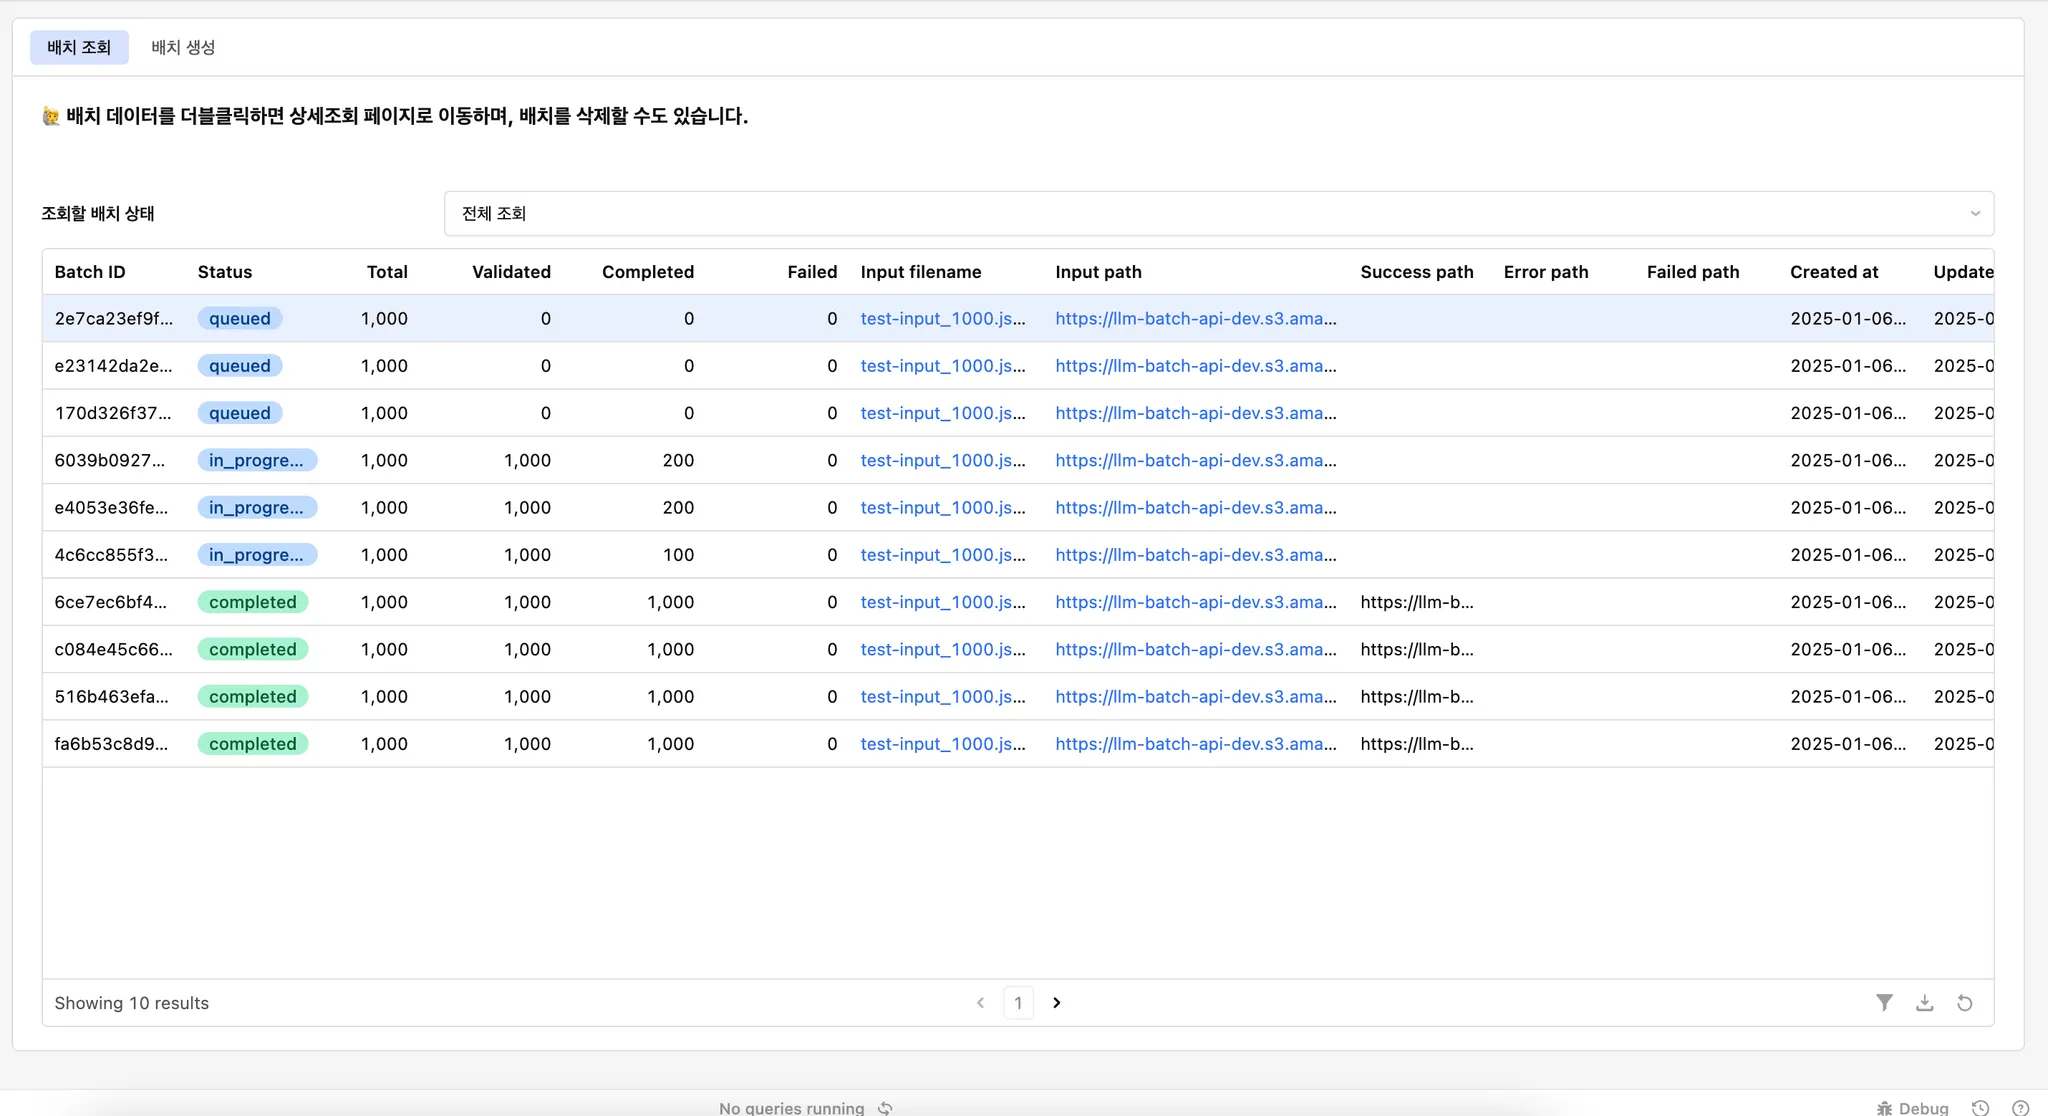 배치 조회 배치 생성
🙋 배치 데이터를 더블클릭하면 상세조회 페이지로 이동하며, 배치를 삭제할 수도 있습니다.
조회할 배치 상태 전체 조회
Batch ID Status Total Validated Completed Failed Input filename Input path Success path Error path Failed path Created at Update
2e7ca23ef9f... queued 1,000 0 0 0 test-input_1000.js... https://llm-batch-api-dev.s3.ama... 2025-01-06... 2025-0
e23142da2e... queued 1,000 0 0 0 test-input_1000.js... https://llm-batch-api-dev.s3.ama... 2025-01-06... 2025-0
170d326f37... queued 1,000 0 0 0 test-input_1000.js... https://llm-batch-api-dev.s3.ama... 2025-01-06... 2025-0
6039b0927... in_progre... 1,000 1,000 200 0 test-input_1000.js... https://llm-batch-api-dev.s3.ama... 2025-01-06... 2025-0
e4053e36fe... in_progre... 1,000 1,000 200 0 test-input_1000.js... https://llm-batch-api-dev.s3.ama... 2025-01-06... 2025-0
4c6cc855f3... in_progre... 1,000 1,000 100 0 test-input_1000.js... https://llm-batch-api-dev.s3.ama... 2025-01-06... 2025-0
6ce7ec6bf4... completed 1,000 1,000 1,000 0 test-input_1000.js... https://llm-batch-api-dev.s3.ama... https://llm-b... 2025-01-06... 2025-0
c084e45c66... completed 1,000 1,000 1,000 0 test-input_1000.js... https://llm-batch-api-dev.s3.ama... https://llm-b... 2025-01-06... 2025-0
516b463efa... completed 1,000 1,000 1,000 0 test-input_1000.js... https://llm-batch-api-dev.s3.ama... https://llm-b... 2025-01-06... 2025-0
fa6b53c8d9... completed 1,000 1,000 1,000 0 test-input_1000.js... https://llm-batch-api-dev.s3.ama... https://llm-b... 2025-01-06... 2025-0
Showing 10 results 1
No queries running Debug